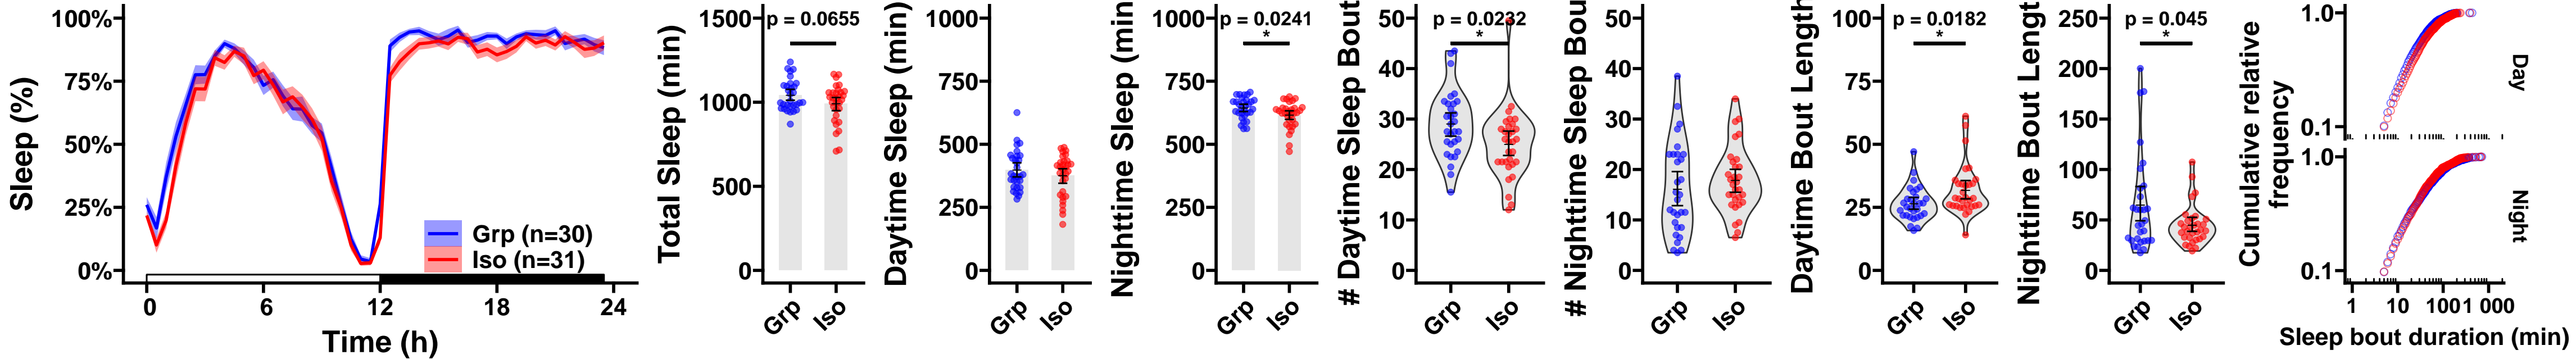 Sleep (%)
100%
75%
50%
25%
0%
0
6
12
18
24
Time (h)
Grp (n=30)
Iso (n=31)
Total Sleep (min)
1500
1000
500
0
p = 0.0655
Grp
Iso
Daytime Sleep (min)
1000
750
500
250
0
Grp
Iso
Nighttime Sleep (min
1000
750
500
250
0
p = 0.0241
*
Grp
Iso
# Daytime Sleep Bout
50
40
30
20
10
0
p = 0.0232
*
Grp
Iso
# Nighttime Sleep Bou
50
40
30
20
10
0
Grp
Iso
Daytime Bout Length
100
75
50
25
0
p = 0.0182
*
Grp
Iso
Nighttime Bout Lengt
250
200
150
100
50
0
p = 0.045
*
Grp
Iso
Cumulative relative
frequency
1.0
0.1
Day
1.0
0.1
Night
1
10
100
1 000
Sleep bout duration (min)